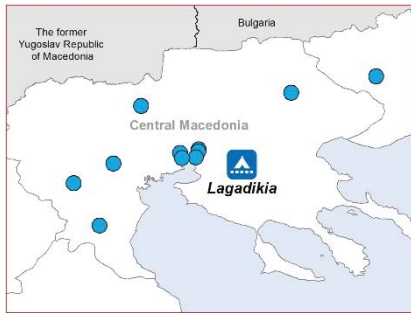 The former
Yugoslav Republic
of Macedonia
Bulgaria
Central Macedonia
Lagadikia